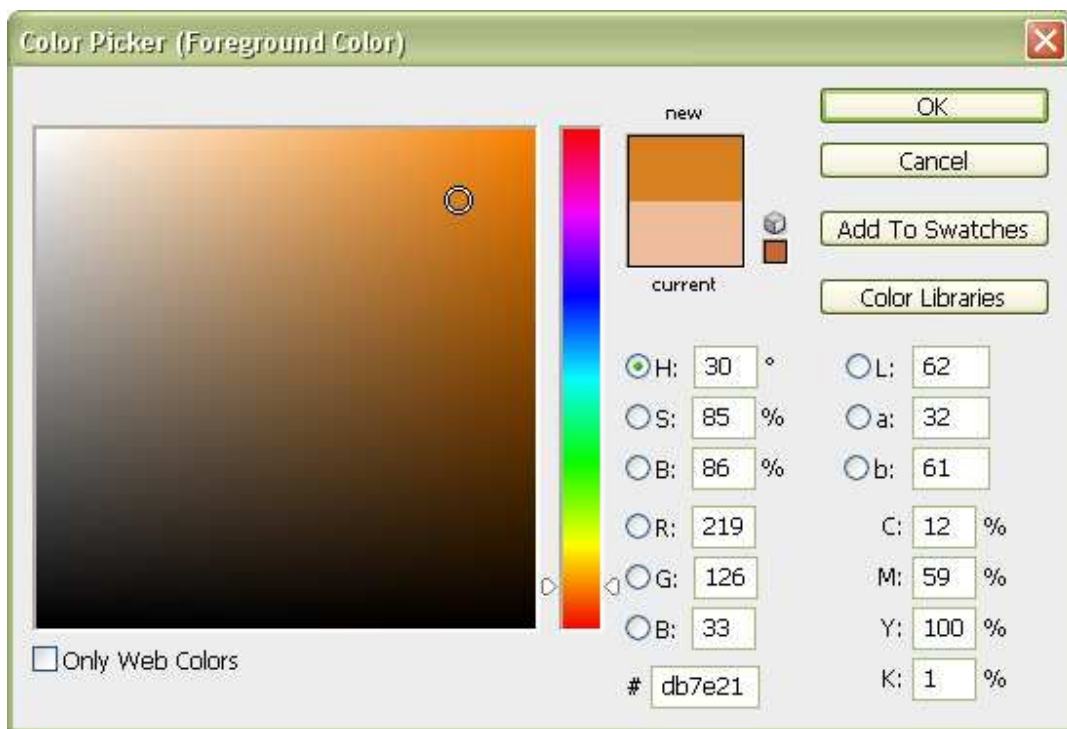 Color Picker (Foreground Color)
new
current
OK
Cancel
Add To Swatches
Color Libraries
H: 30 °
S: 85 %
B: 86 %
R: 219
G: 126
B: 33
# db7e21
L: 62
a: 32
b: 61
C: 12 %
M: 59 %
Y: 100 %
K: 1 %
Only Web Colors